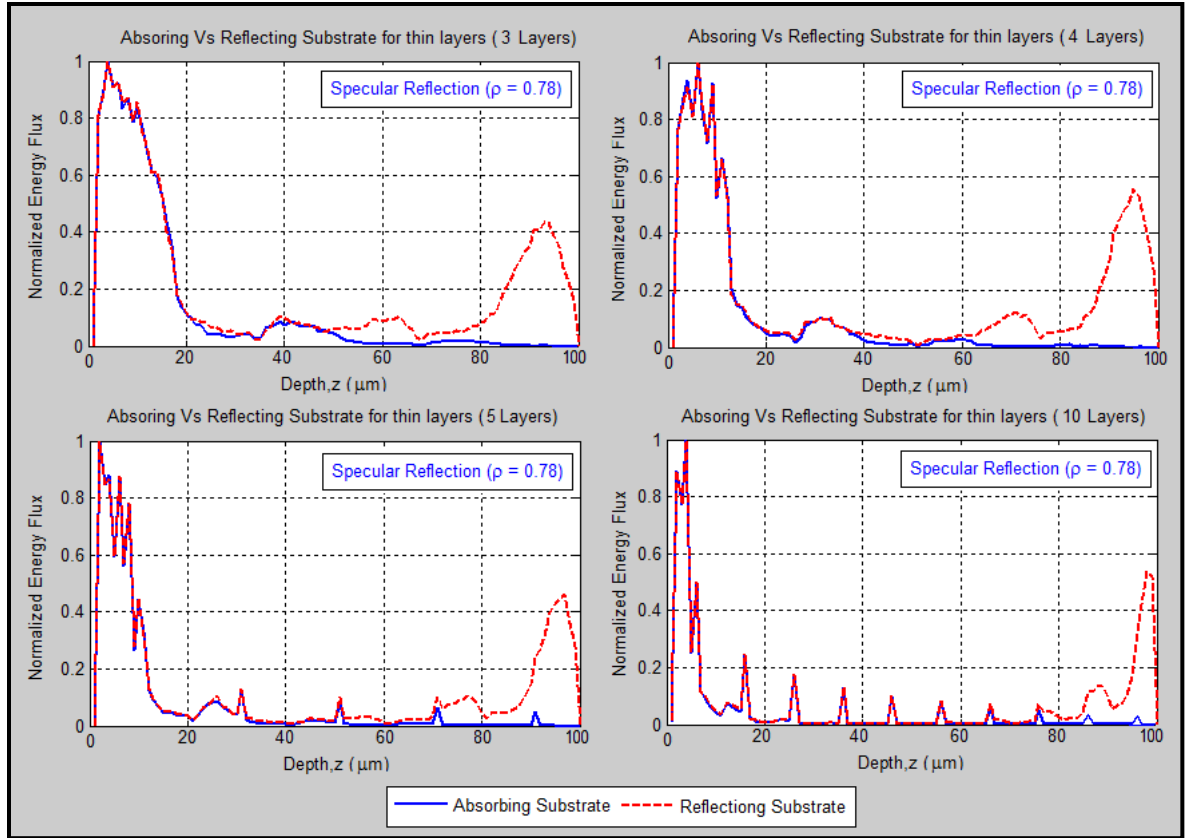 Absoring Vs Reflecting Substrate for thin layers ( 3 Layers)
Specular Reflection (ρ = 0.78)
Normalized Energy Flux
1
0.8
0.6
0.4
0.2
0
0 20 40 60 80 100
Depth,z ( μm)
Absoring Vs Reflecting Substrate for thin layers ( 4 Layers)
Specular Reflection (ρ = 0.78)
Normalized Energy Flux
1
0.8
0.6
0.4
0.2
0
0 20 40 60 80 100
Depth,z ( μm)
Absoring Vs Reflecting Substrate for thin layers ( 5 Layers)
Specular Reflection (ρ = 0.78)
Normalized Energy Flux
1
0.8
0.6
0.4
0.2
0
0 20 40 60 80 100
Depth,z ( μm)
Absoring Vs Reflecting Substrate for thin layers ( 10 Layers)
Specular Reflection (ρ = 0.78)
Normalized Energy Flux
1
0.8
0.6
0.4
0.2
0
0 20 40 60 80 100
Depth,z ( μm)
Absorbing Substrate Reflectiong Substrate